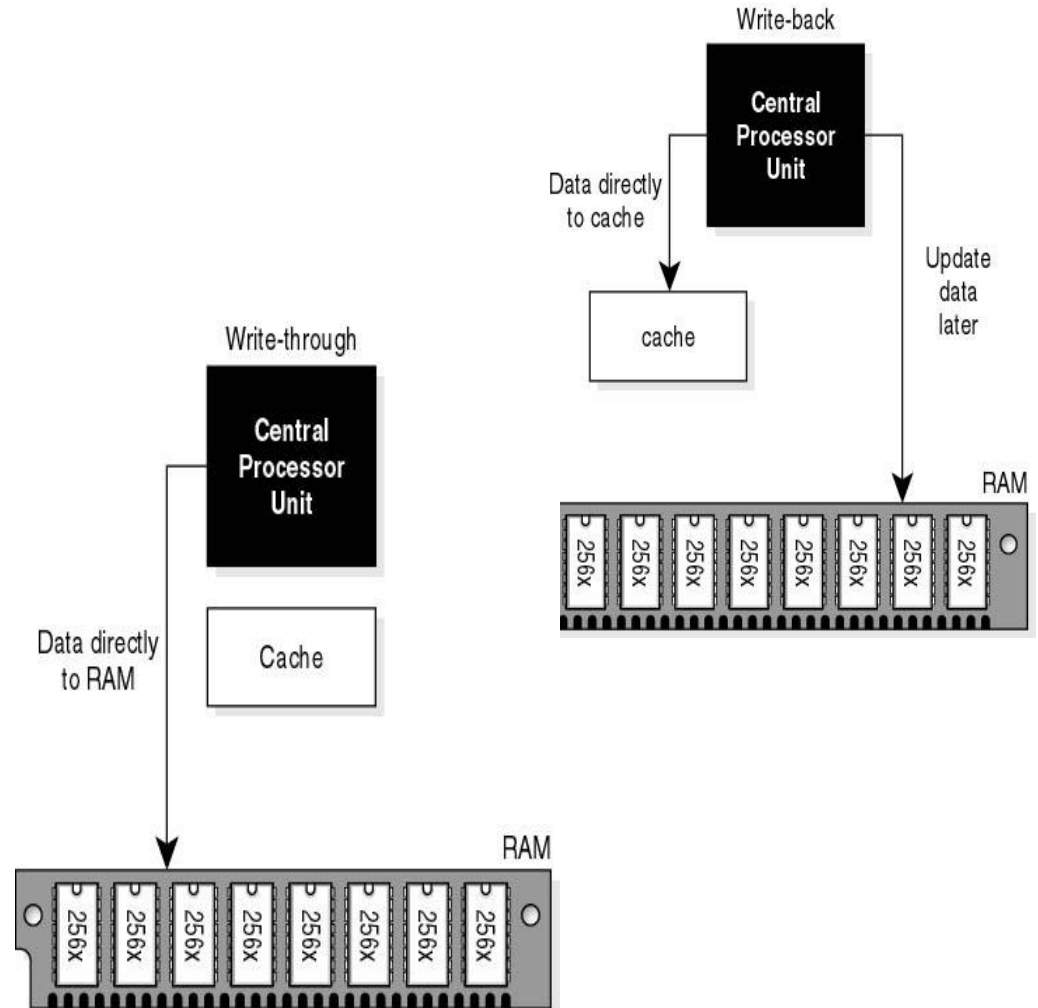 Write-back
Central
Processor
Unit
Data directly
to cache
Update
data
later
cache
RAM
256x 256x 256x 256x 256x 256x 256x 256x
Write-through
Central
Processor
Unit
Data directly
to RAM
Cache
RAM
256x 256x 256x 256x 256x 256x 256x 256x